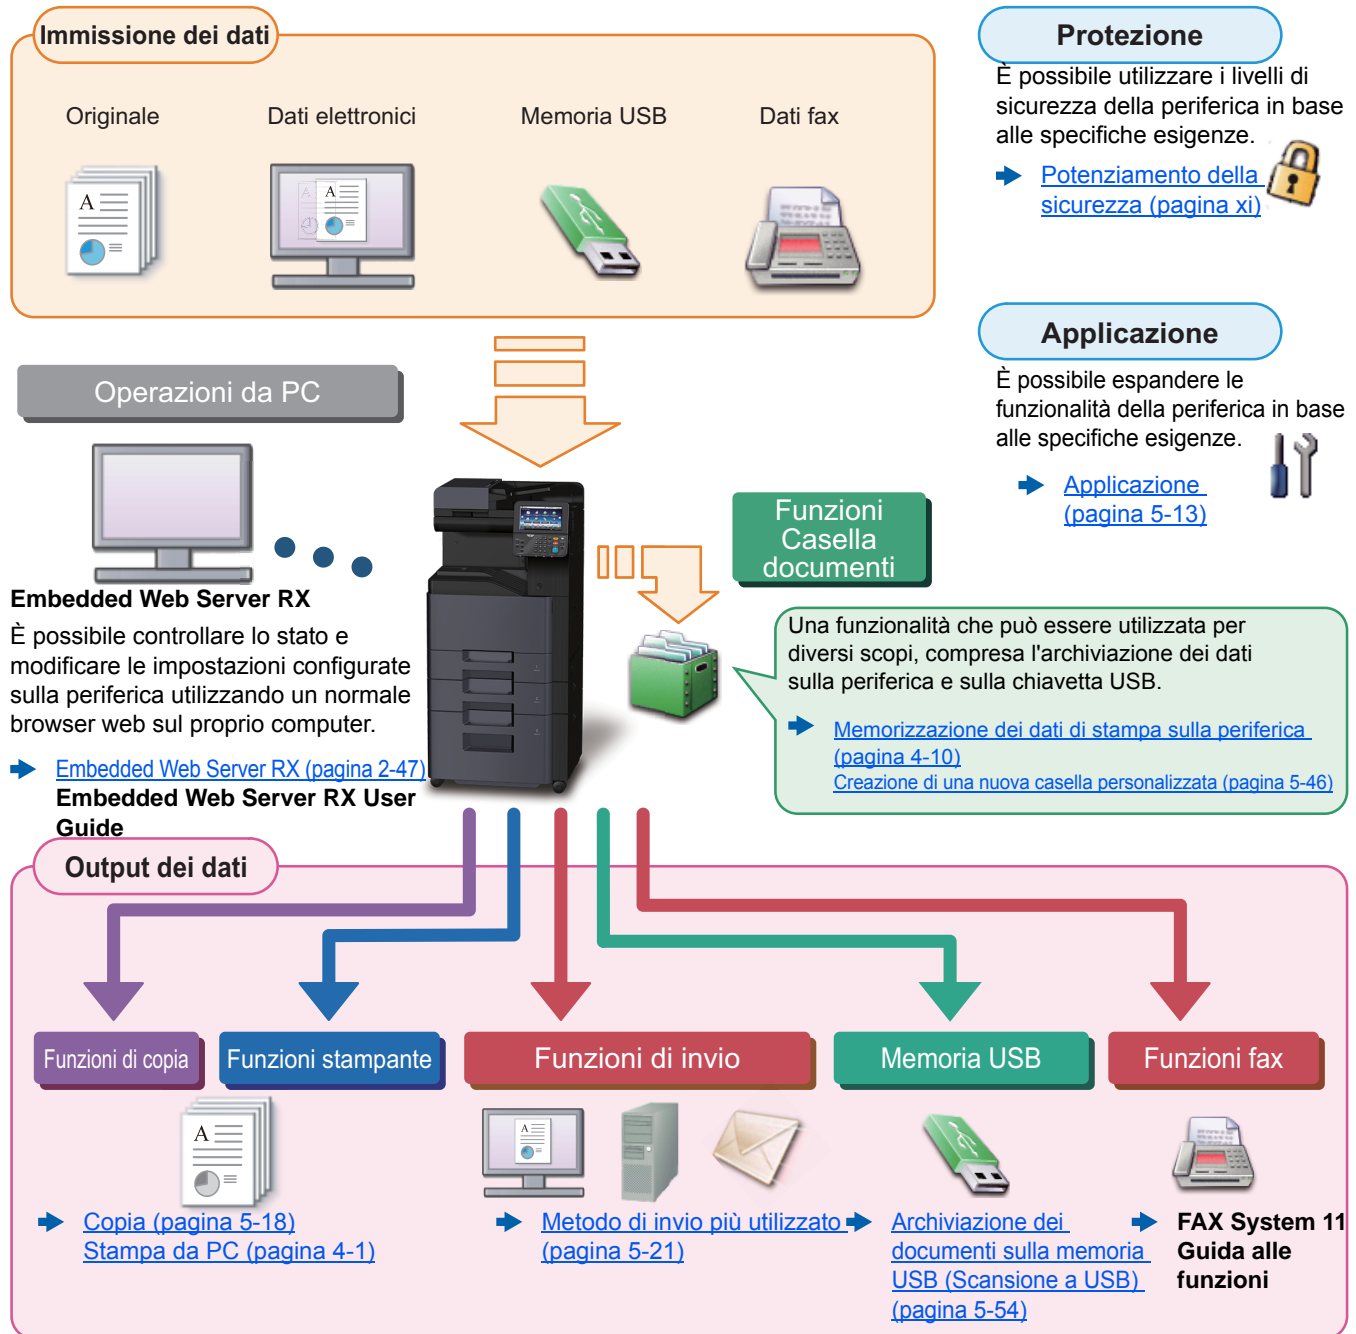 Immissione dei dati
Originale
Dati elettronici
Memoria USB
Dati fax
Protezione
È possibile utilizzare i livelli di
sicurezza della periferica in base
alle specifiche esigenze.
Potenziamento della
sicurezza (pagina xi)
Applicazione
È possibile espandere le
funzionalità della periferica in base
alle specifiche esigenze.
Applicazione
(pagina 5-13)
Operazioni da PC
Embedded Web Server RX
È possibile controllare lo stato e
modificare le impostazioni configurate
sulla periferica utilizzando un normale
browser web sul proprio computer.
Embedded Web Server RX (pagina 2-47)
Embedded Web Server RX User
Guide
Funzioni
Casella
documenti
Una funzionalità che può essere utilizzata per
diversi scopi, compresa l'archiviazione dei dati
sulla periferica e sulla chiavetta USB.
Memorizzazione dei dati di stampa sulla periferica
(pagina 4-10)
Creazione di una nuova casella personalizzata (pagina 5-46)
Output dei dati
Funzioni di copia
Funzioni stampante
Funzioni di invio
Memoria USB
Funzioni fax
Copia (pagina 5-18)
Stampa da PC (pagina 4-1)
Metodo di invio più utilizzato
(pagina 5-21)
Archiviazione dei
documenti sulla memoria
USB (Scansione a USB)
(pagina 5-54)
FAX System 11
Guida alle
funzioni